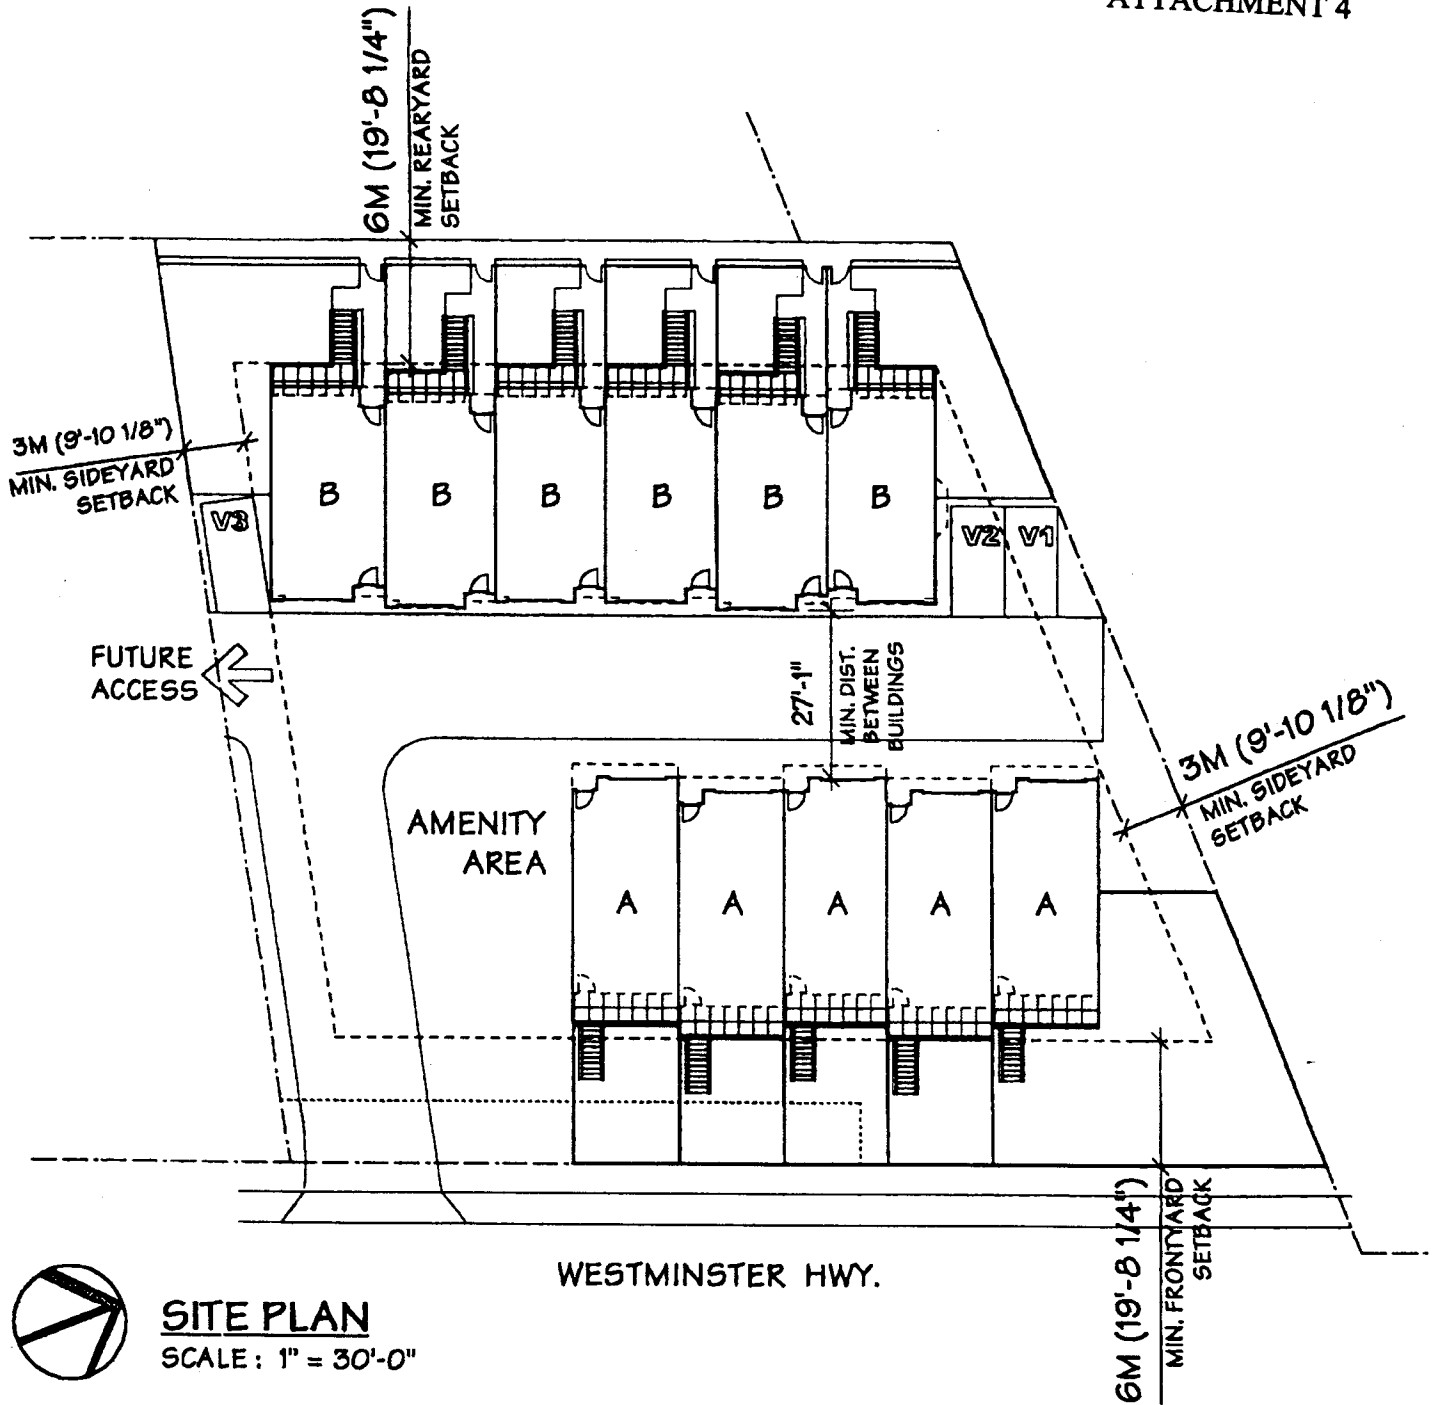 ATTACHMENT 4
6M (19'-8 1/4")
MIN. REARYARD
SETBACK
3M (9'-10 1/8")
MIN. SIDEYARD
SETBACK
B B B B B B
V3
V2 V1
FUTURE
ACCESS
27'-1"
MIN. DIST.
BETWEEN
BUILDINGS
3M (9'-10 1/8")
MIN. SIDEYARD
SETBACK
AMENITY
AREA
A A A A A
6M (19'-8 1/4")
MIN. FRONTYARD
SETBACK
WESTMINSTER HWY.
SITE PLAN
SCALE: 1" = 30'-0"